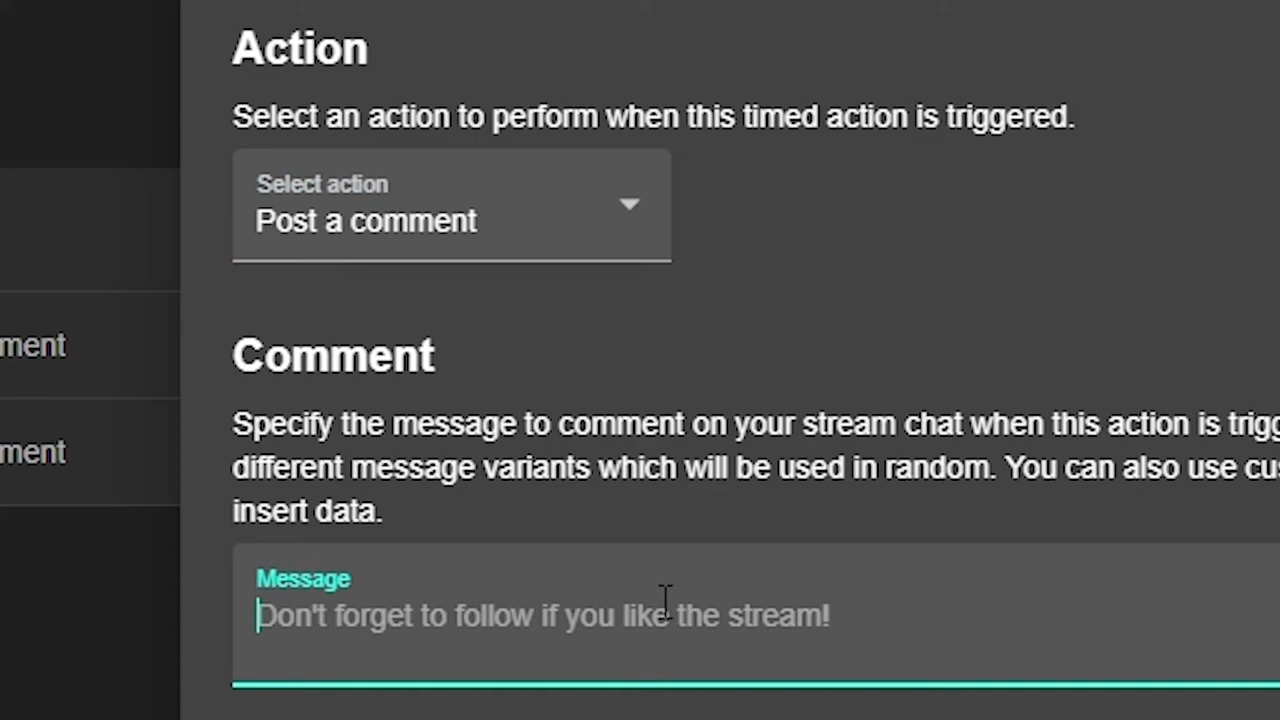 Action
Select an action to perform when this timed action is triggered.
Select action
Post a comment
ment
Comment
Specify the message to comment on your stream chat when this action is
ment
different message variants which will be used in random. You can also use
insert data.
Message
Don't forget to follow if you like the stream!